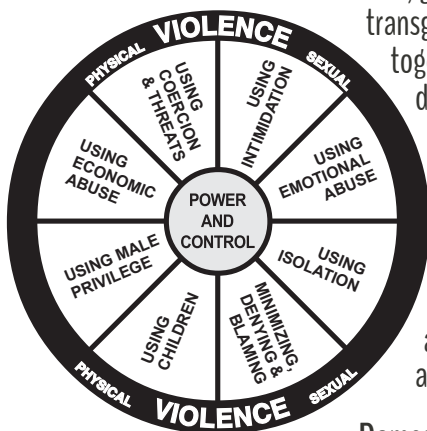 PHYSICAL VIOLENCE SEXUAL
USING
COERCION
& THREATS
USING
INTIMIDATION
USING
EMOTIONAL
ABUSE
USING
ISOLATION
MINIMIZING,
DENYING &
BLAMING
USING
CHILDREN
USING MALE
PRIVILEGE
USING
ECONOMIC
ABUSE
POWER
AND
CONTROL
PHYSICAL VIOLENCE SEXUAL
transg
tog
d
a
a